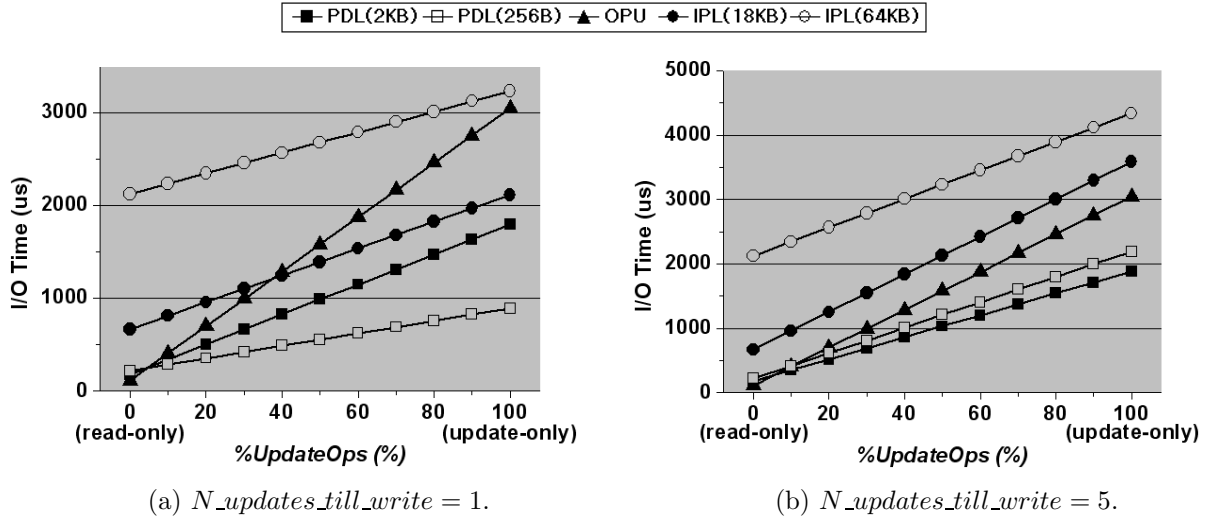 PDL(2KB) PDL(256B) OPU IPL(18KB) IPL(64KB)
I/O Time (us)
3000
2000
1000
0
0 20 40 60 80 100
(read-only) (update-only)
%UpdateOps (%)
(a) N_updates_till_write = 1.
I/O Time (us)
5000
4000
3000
2000
1000
0
0 20 40 60 80 100
(read-only) (update-only)
%UpdateOps (%)
(b) N_updates_till_write = 5.